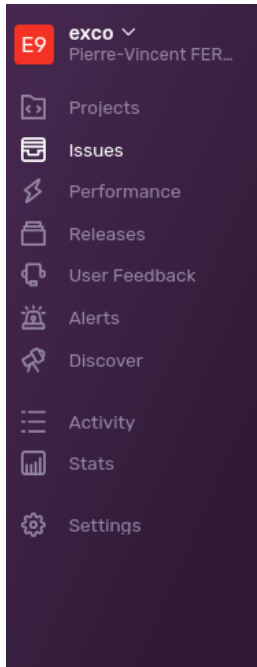 E9
exco
Pierre-Vincent FER...
Projects
Issues
Performance
Releases
User Feedback
Alerts
Discover
Activity
Stats
Settings